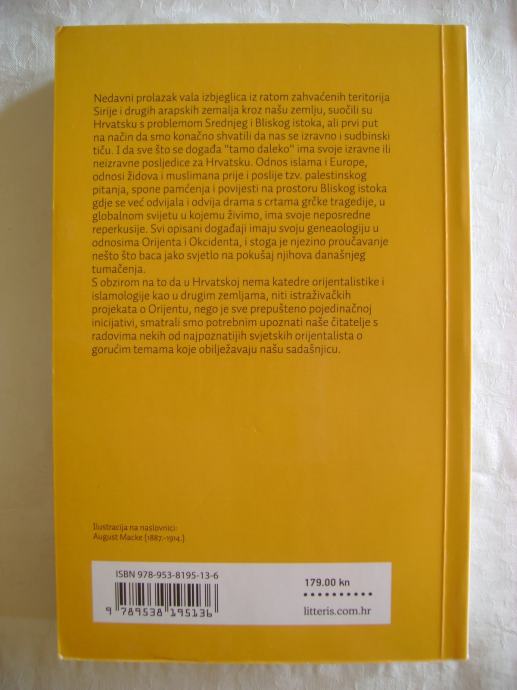 Nedavni prolazak vala izbjeglica iz ratom zahvaćenih teritorija
Sirije i drugih arapskih zemalja kroz našu zemlju, suočili su
Hrvatsku s problemom Srednjeg i Bliskog istoka, ali prvi put
na način da smo konačno shvatili da nas se izravno i sudbinski
tiču. I da sve što se događa "tamo daleko" ima svoje izravne ili
neizravne posljedice za Hrvatsku. Odnos islama i Europe,
odnosi židova i muslimana prije i poslije tzv. palestinskog
pitanja, spone pamćenja i povijesti na prostoru Bliskog istoka
gdje se već odvijala i odvija drama s crtama grčke tragedije, u
globalnom svijetu u kojemu živimo, ima svoje neposredne
reperkusije. Svi opisani događaji imaju svoju geneaologiju u
odnosima Orijenta i Okcidenta, i stoga je njezino proučavanje
nešto što baca jako svjetlo na pokušaj njihova današnjeg
tumačenja.
S obzirom na to da u Hrvatskoj nema katedre orijentalistike i
islamologije kao u drugim zemljama, niti istraživačkih
projekata o Orijentu, nego je sve prepušteno pojedinačnoj
inicijativi, smatrali smo potrebnim upoznati naše čitatelje s
radovima nekih od najpoznatijih svjetskih orijentalista o
gorućim temama koje obilježavaju našu sadašnjicu.
Ilustracija na naslovnici:
August Macke (1887.-1914.)
ISBN 978-953-8195-13-6
9 789538 195136
179.00 kn
litteris.com.hr